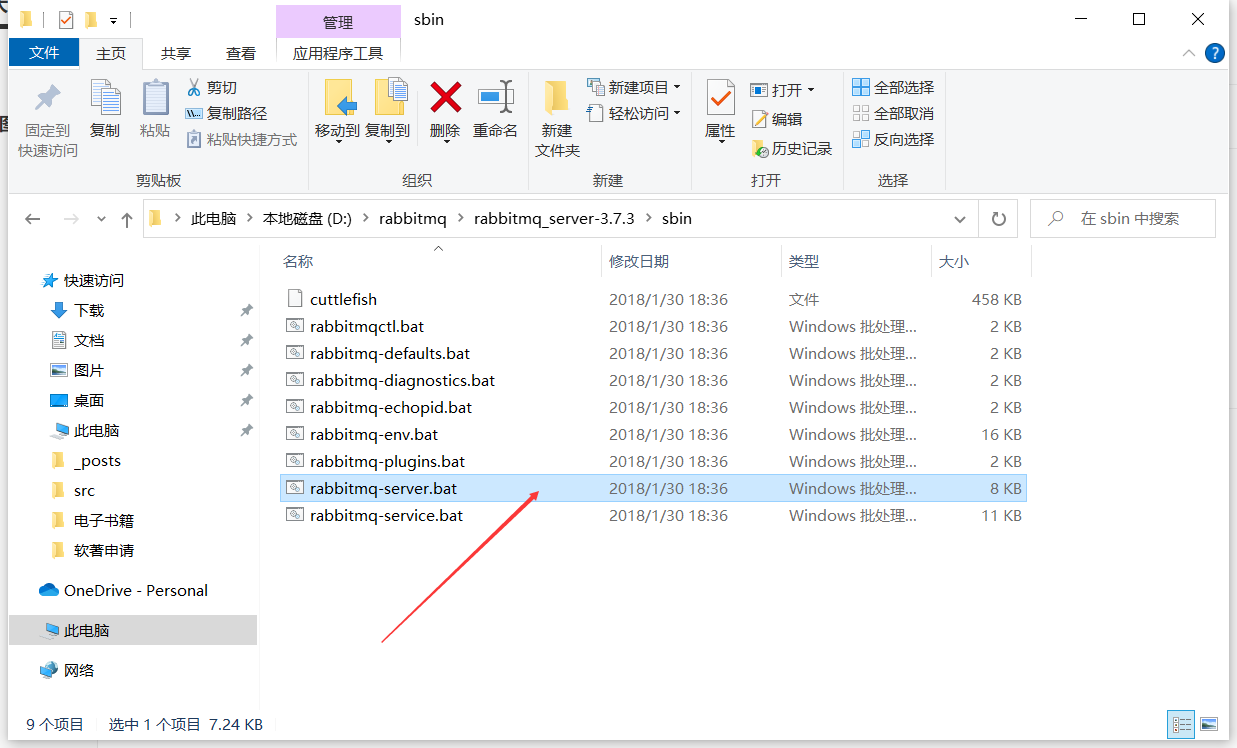 管理 sbin
文件 主页 共享 查看 应用程序工具
固定到快速访问
复制
粘贴
剪切
复制路径
粘贴快捷方式
剪贴板
移动到 复制到 删除 重命名
组织
新建文件夹
新建项目
轻松访问
新建
属性
打开
编辑
历史记录
打开
全部选择
全部取消
反向选择
选择
此电脑 本地磁盘 (D:) rabbitmq rabbitmq_server-3.7.3 sbin
在 sbin 中搜索
快速访问
下载
文档
图片
桌面
此电脑
_posts
src
电子书籍
软著申请
OneDrive - Personal
此电脑
网络
名称 修改日期 类型 大小
cuttlefish 2018/1/30 18:36 文件 458 KB
rabbitmqctl.bat 2018/1/30 18:36 Windows 批处理... 2 KB
rabbitmq-defaults.bat 2018/1/30 18:36 Windows 批处理... 2 KB
rabbitmq-diagnostics.bat 2018/1/30 18:36 Windows 批处理... 2 KB
rabbitmq-echopid.bat 2018/1/30 18:36 Windows 批处理... 2 KB
rabbitmq-env.bat 2018/1/30 18:36 Windows 批处理... 16 KB
rabbitmq-plugins.bat 2018/1/30 18:36 Windows 批处理... 2 KB
rabbitmq-server.bat 2018/1/30 18:36 Windows 批处理... 8 KB
rabbitmq-service.bat 2018/1/30 18:36 Windows 批处理... 11 KB
9 个项目 选中 1 个项目 7.24 KB